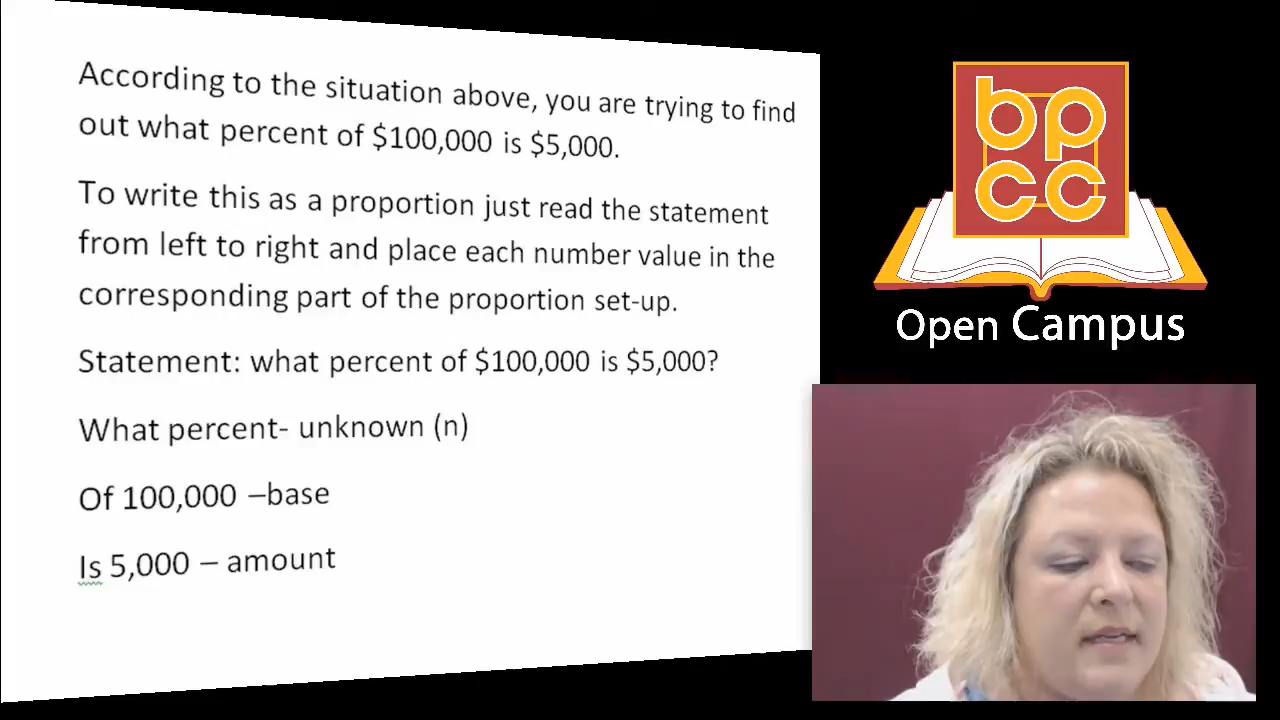 According to the situation above, you are trying to find
out what percent of $100,000 is $5,000.
To write this as a proportion just read the statement
from left to right and place each number value in the
corresponding part of the proportion set-up.
Statement: what percent of $100,000 is $5,000?
What percent- unknown (n)
Of 100,000 –base
Is 5,000 – amount
bp
cc
Open Campus